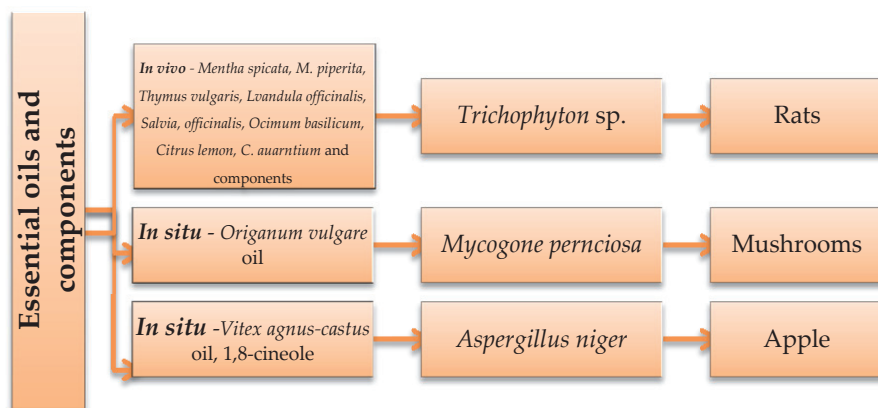 Essential oils and
components
In vivo - Mentha spicata, M. piperita,
Thymus vulgaris, Lvandula officinalis,
Salvia, officinalis, Ocimum basilicum,
Citrus lemon, C. auarntium and
components
Trichophyton sp.
Rats
In situ - Origanum vulgare
oil
Mycogone pernciosa
Mushrooms
In situ -Vitex agnus-castus
oil, 1,8-cineole
Aspergillus niger
Apple